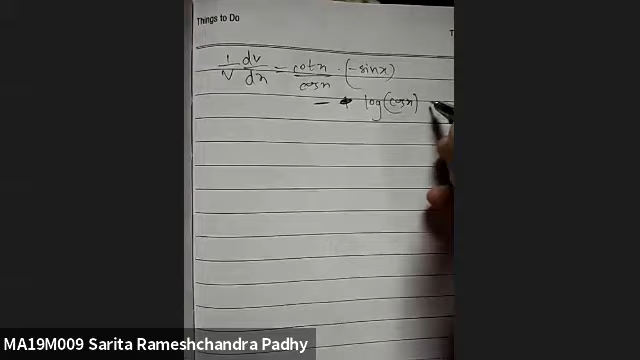 Things to Do
T
1/V dv/dx = cotx/cosx · (-sinx)
- log(cosx)
MA19M009 Sarita Rameshchandra Padhy